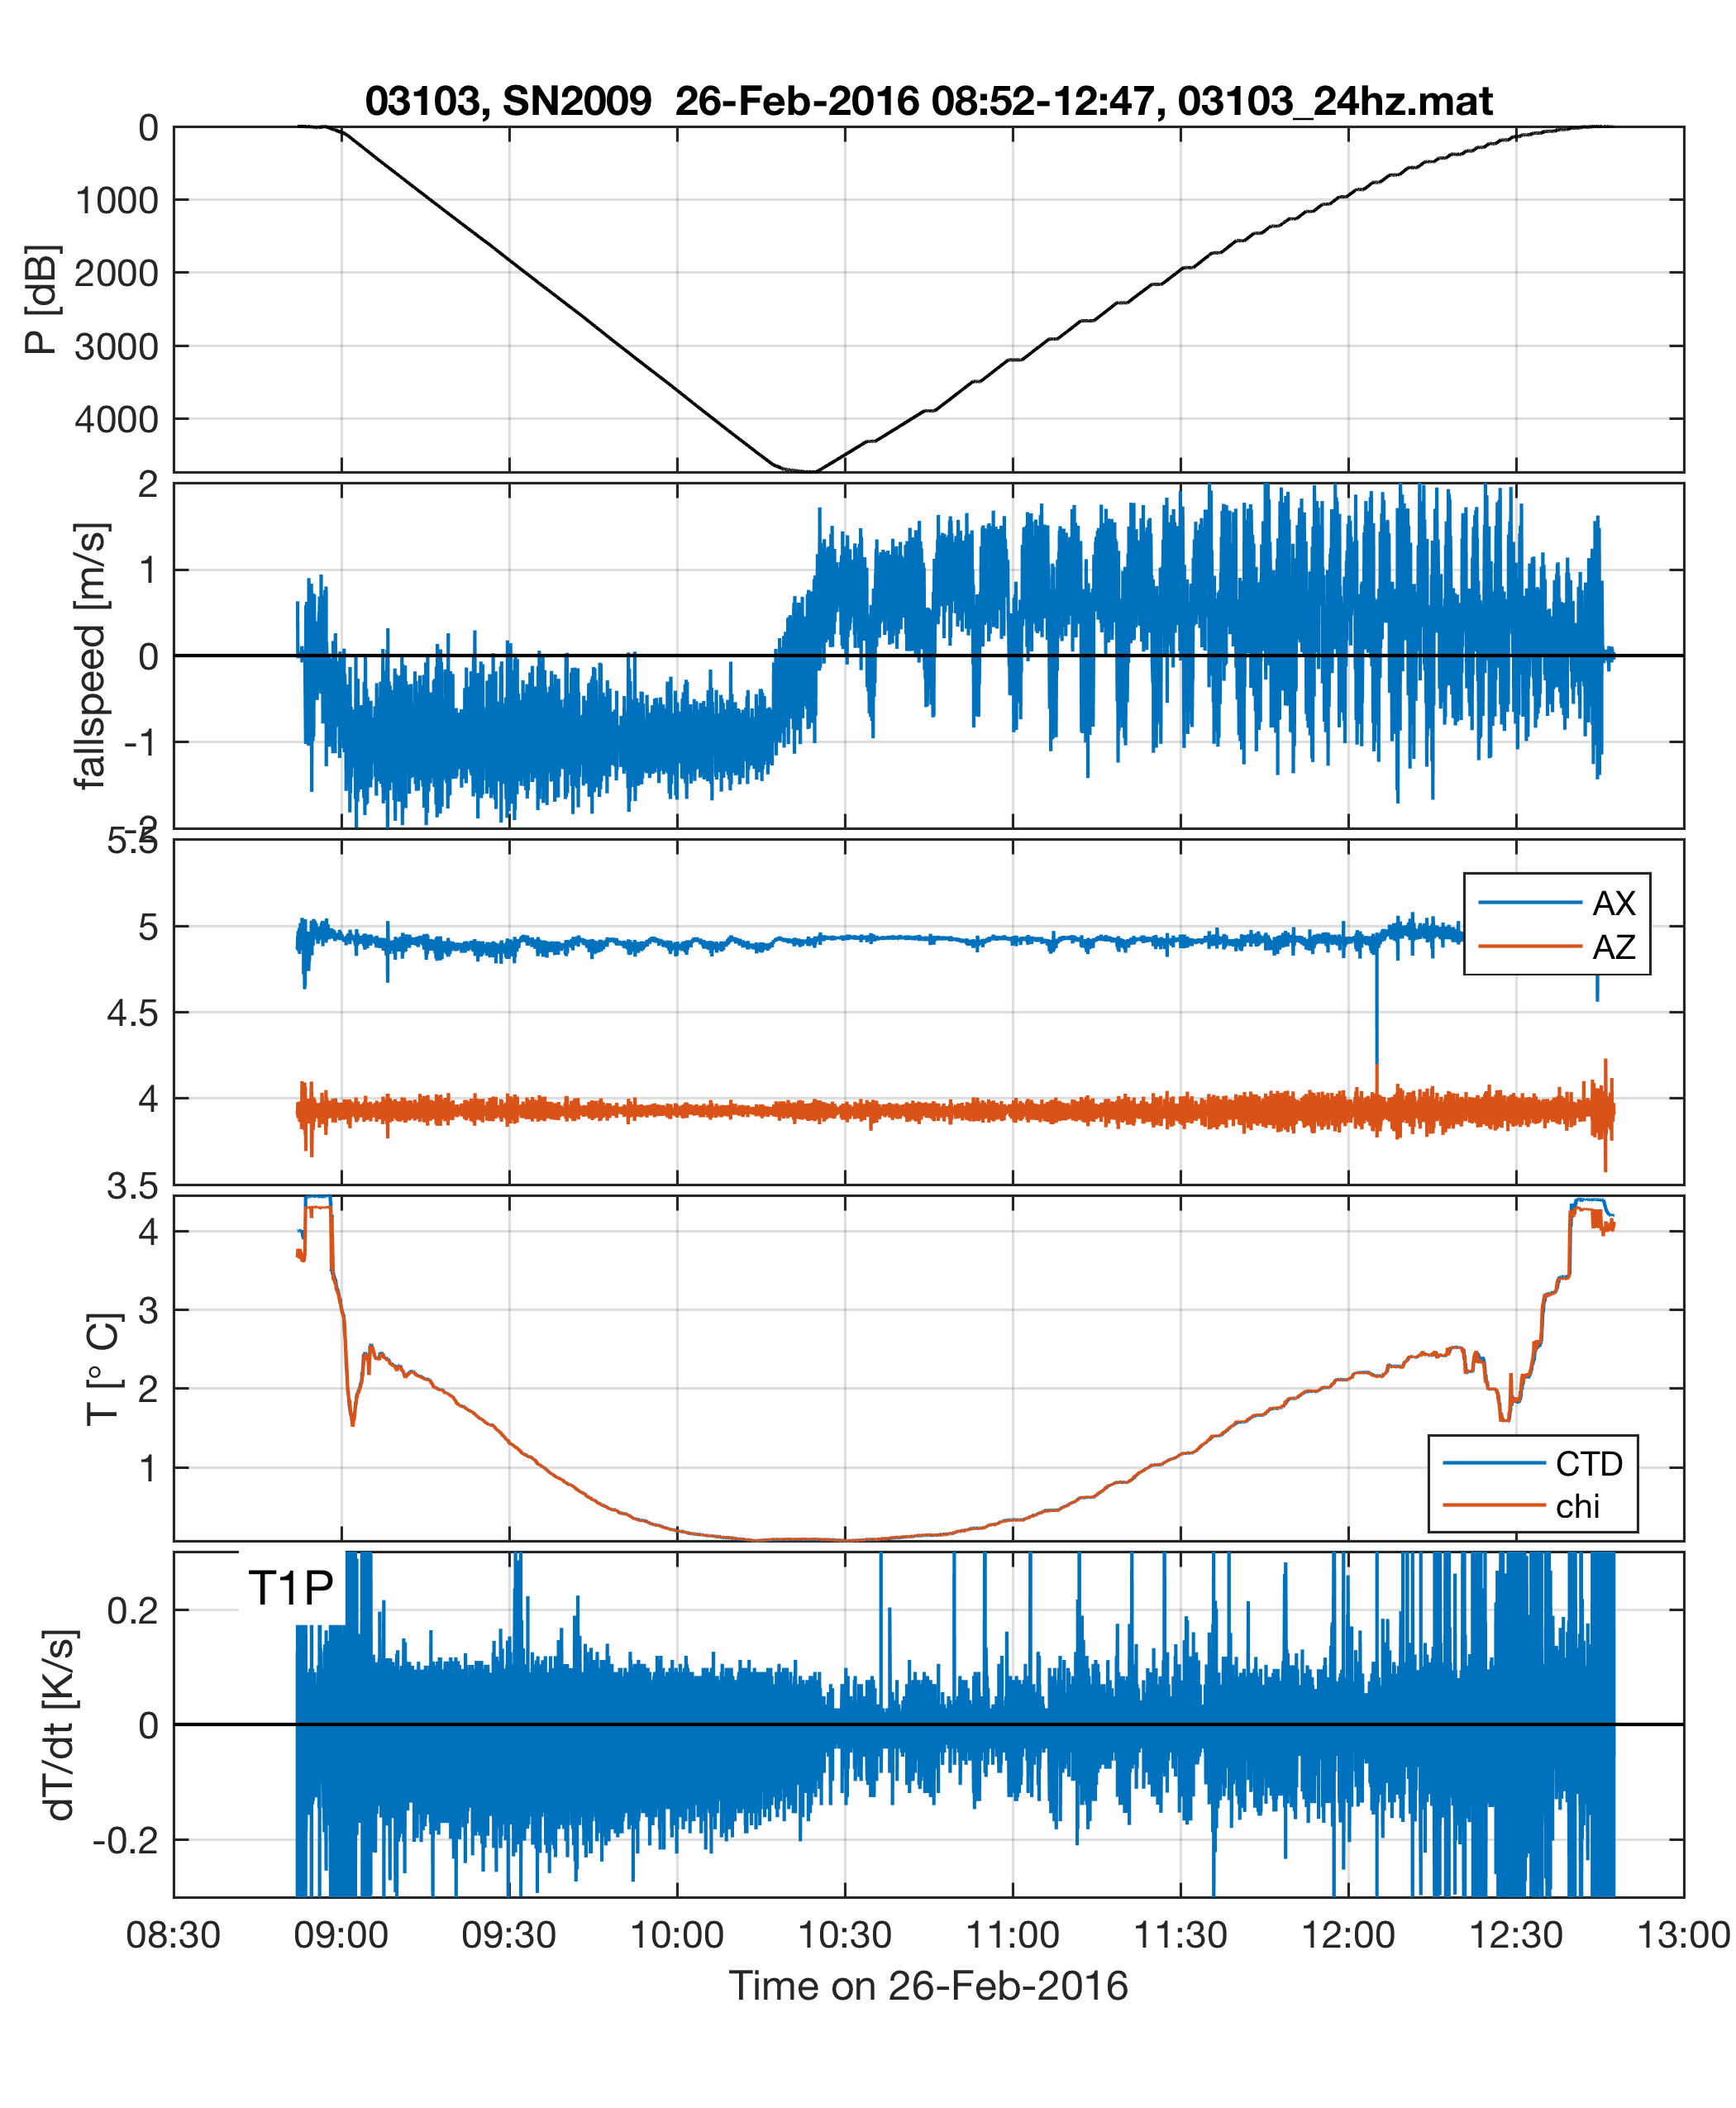 03103, SN2009  26-Feb-2016 08:52-12:47, 03103_24hz.mat
0
1000
2000
3000
4000
P [dB]
2
1
0
-1
-2
fallspeed [m/s]
5.5
5
4.5
4
3.5
AX
AZ
4
3
2
1
T [° C]
CTD
chi
T1P
0.2
0
-0.2
dT/dt [K/s]
08:30 09:00 09:30 10:00 10:30 11:00 11:30 12:00 12:30 13:00
Time on 26-Feb-2016